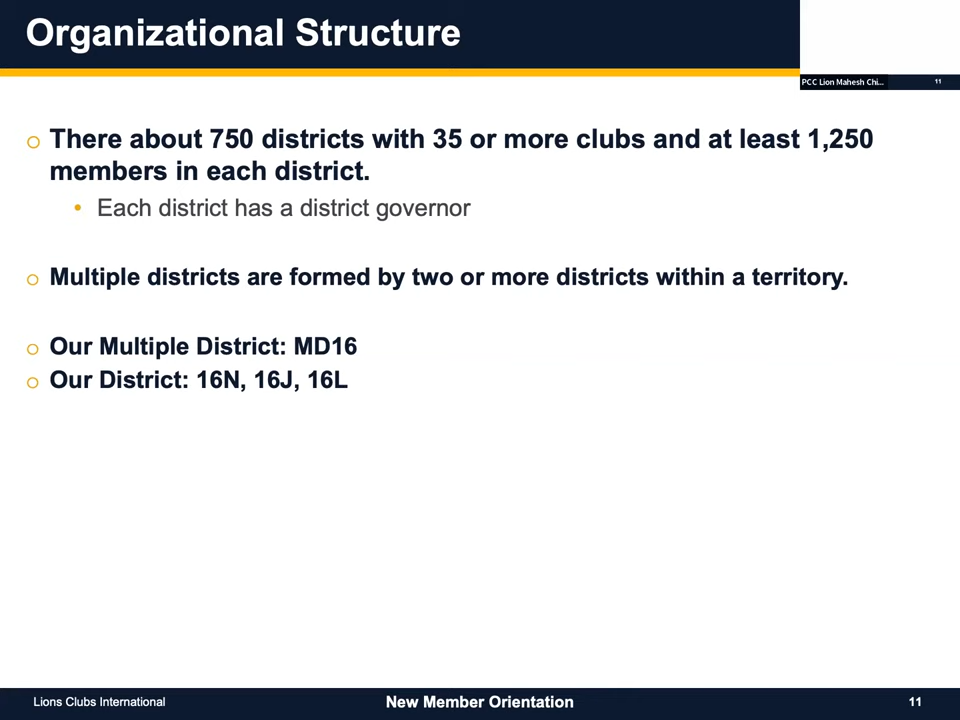 Organizational Structure
PCC Lion Mahesh Chi...
11
There about 750 districts with 35 or more clubs and at least 1,250
members in each district.
Each district has a district governor
Multiple districts are formed by two or more districts within a territory.
Our Multiple District: MD16
Our District: 16N, 16J, 16L
Lions Clubs International
New Member Orientation
11